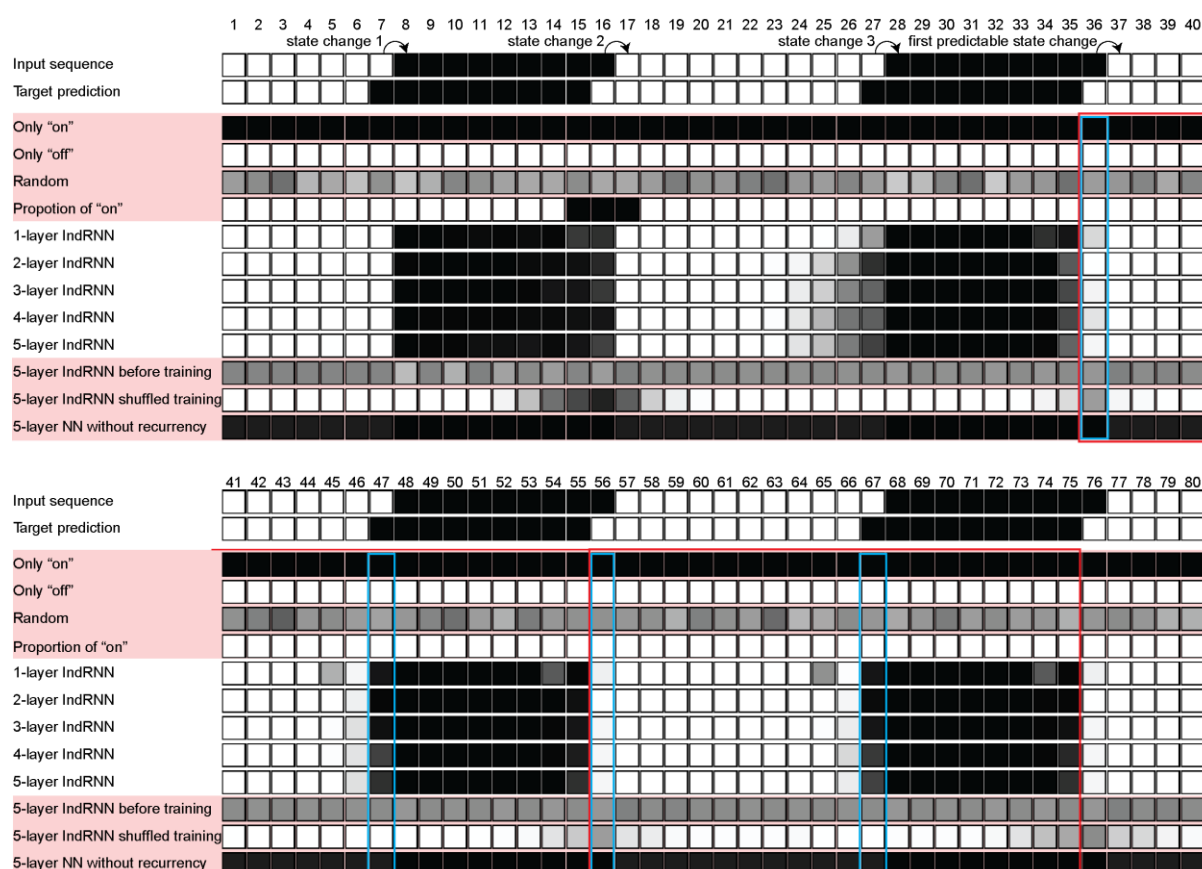 1 2 3 4 5 6 7 8 9 10 11 12 13 14 15 16 17 18 19 20 21 22 23 24 25 26 27 28 29 30 31 32 33 34 35 36 37 38 39 40
state change 1 state change 2 state change 3 first predictable state change
Input sequence
Target prediction
Only "on"
Only "off"
Random
Propotion of "on"
1-layer IndRNN
2-layer IndRNN
3-layer IndRNN
4-layer IndRNN
5-layer IndRNN
5-layer IndRNN before training
5-layer IndRNN shuffled training
5-layer NN without recurrency
41 42 43 44 45 46 47 48 49 50 51 52 53 54 55 56 57 58 59 60 61 62 63 64 65 66 67 68 69 70 71 72 73 74 75 76 77 78 79 80
Input sequence
Target prediction
Only "on"
Only "off"
Random
Proportion of "on"
1-layer IndRNN
2-layer IndRNN
3-layer IndRNN
4-layer IndRNN
5-layer IndRNN
5-layer IndRNN before training
5-layer IndRNN shuffled training
5-layer NN without recurrency